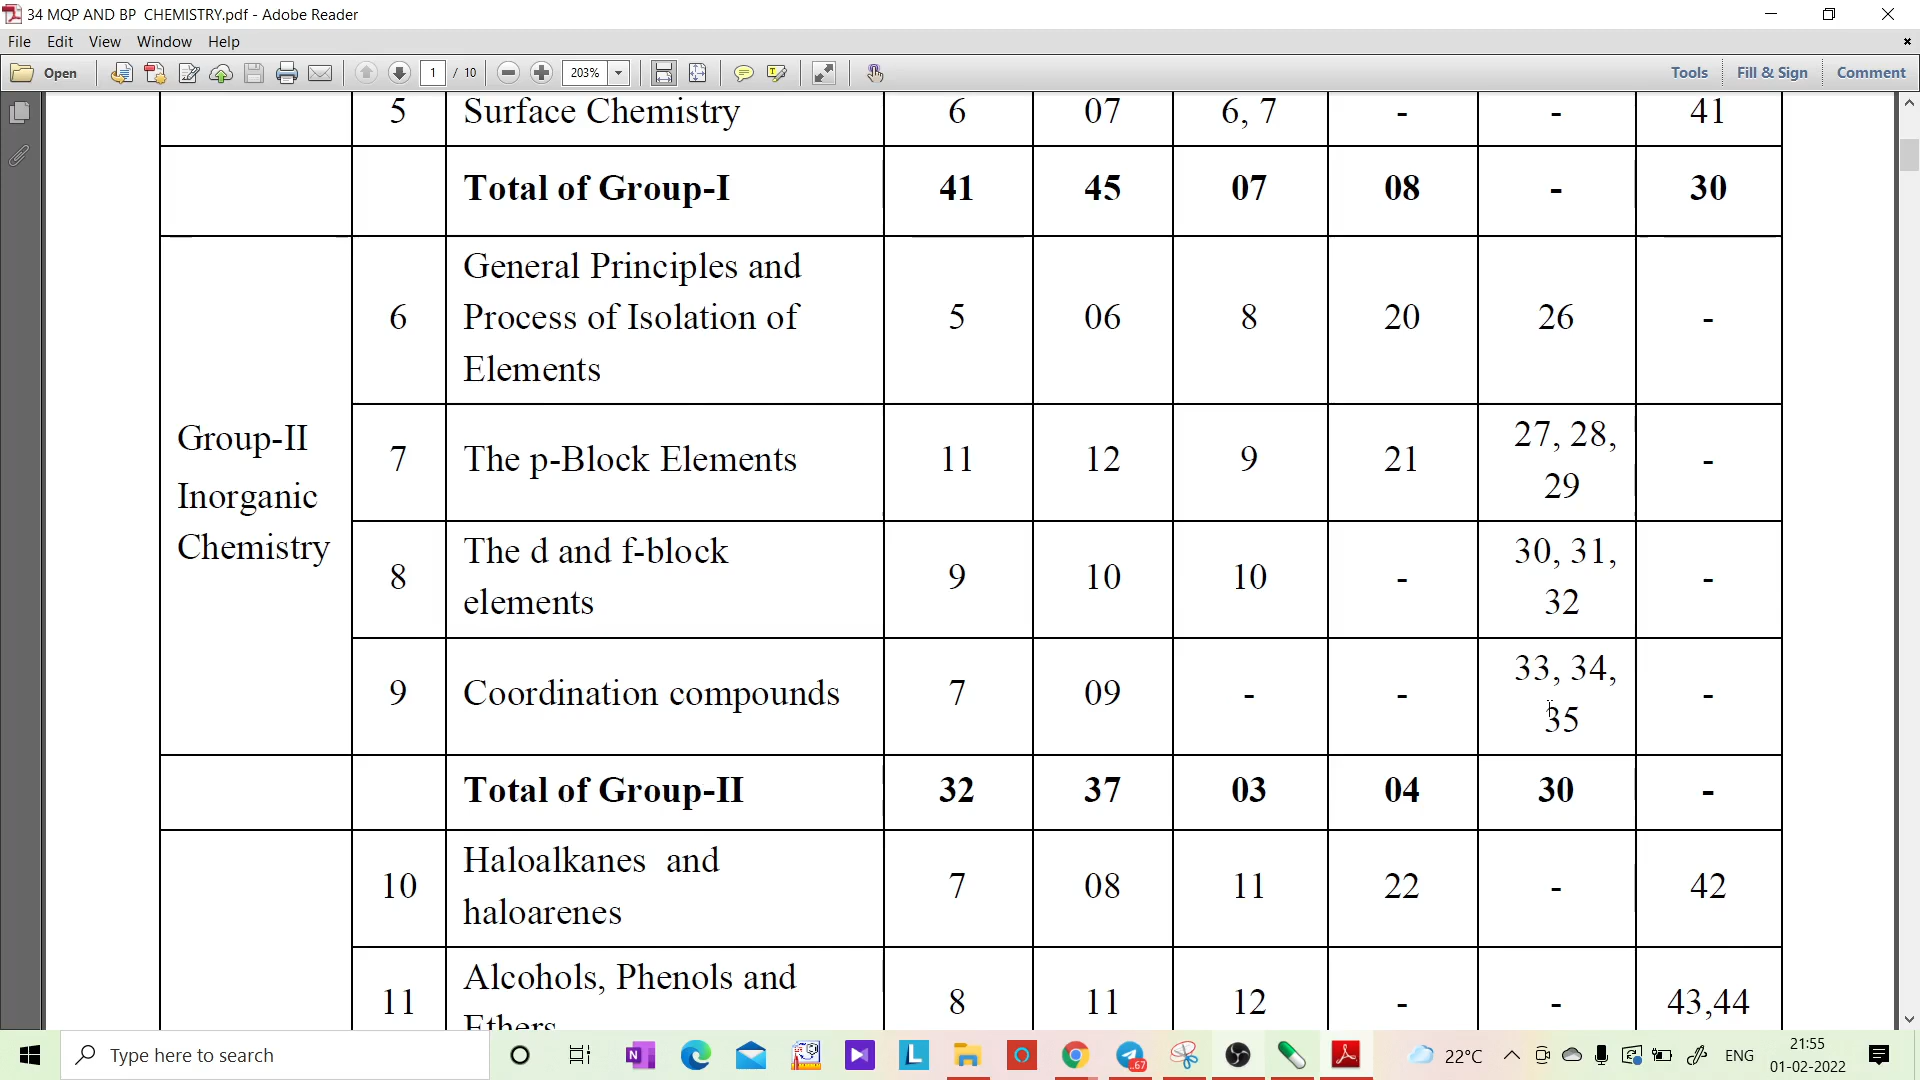 34 MQP AND BP CHEMISTRY.pdf - Adobe Reader
File Edit View Window Help
Open 1 / 10 203% Tools Fill & Sign Comment
5 Surface Chemistry 6 07 6, 7 - - 41
Total of Group-I 41 45 07 08 - 30
Group-II
Inorganic
Chemistry
6 General Principles and
Process of Isolation of
Elements 5 06 8 20 26 -
7 The p-Block Elements 11 12 9 21 27, 28,
29 -
8 The d and f-block
elements 9 10 10 - 30, 31,
32 -
9 Coordination compounds 7 09 - - 33, 34,
35 -
Total of Group-II 32 37 03 04 30 -
10 Haloalkanes and
haloarenes 7 08 11 22 - 42
11 Alcohols, Phenols and
Ethers 8 11 12 - - 43,44
Type here to search
67
22°C ENG
21:55
01-02-2022